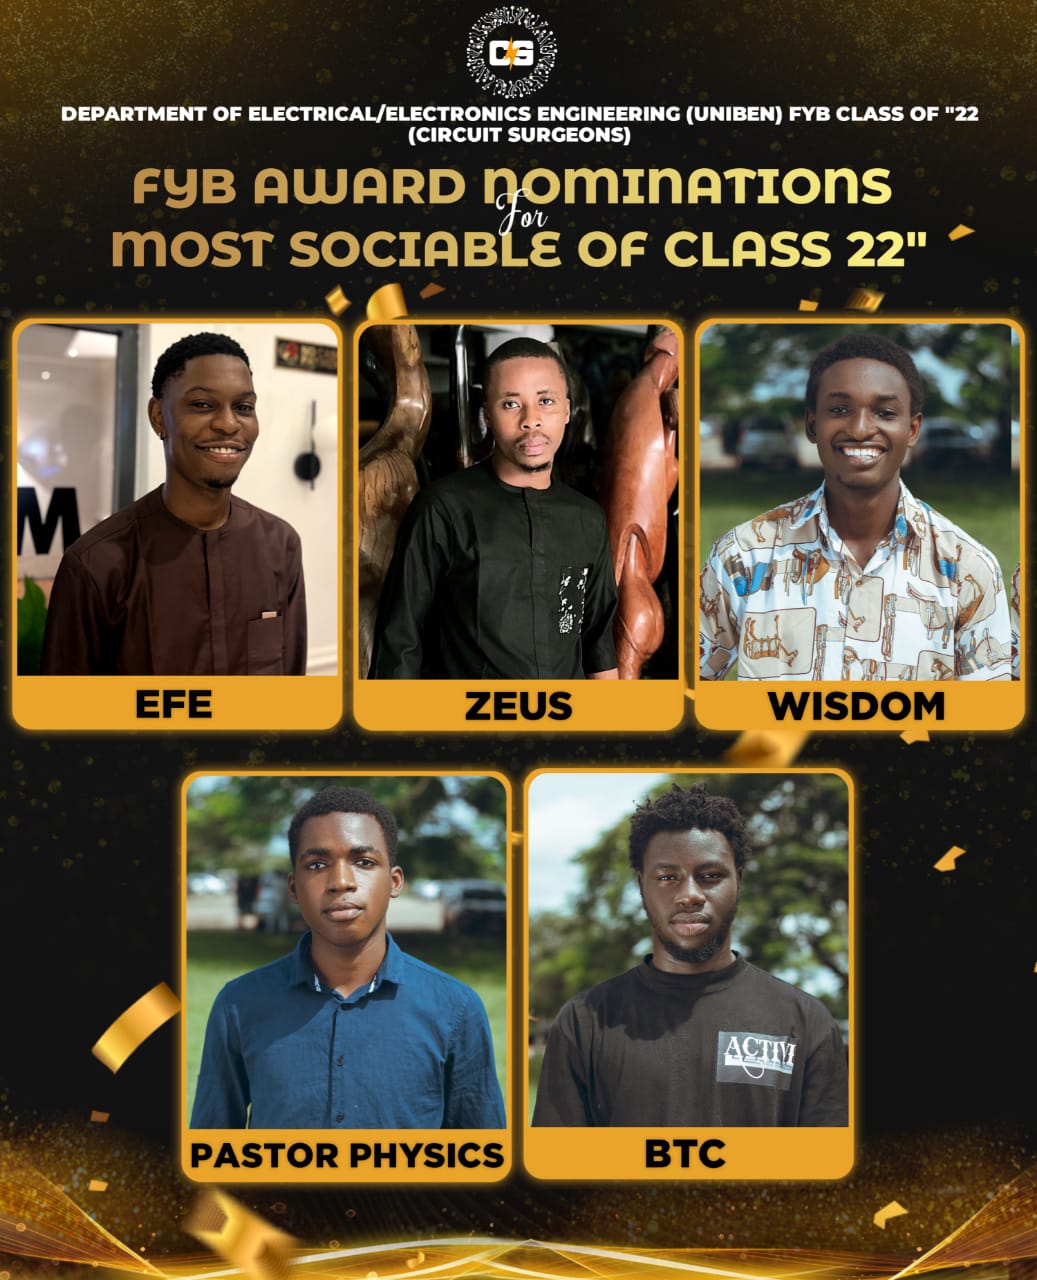 CS
DEPARTMENT OF ELECTRICAL/ELECTRONICS ENGINEERING (UNIBEN) FYB CLASS OF "22
(CIRCUIT SURGEONS)
FYB AWARD NOMINATIONS
For
MOST SOCIABLE OF CLASS 22"
M
EFE
ZEUS
WISDOM
ACTIVE
PASTOR PHYSICS
BTC